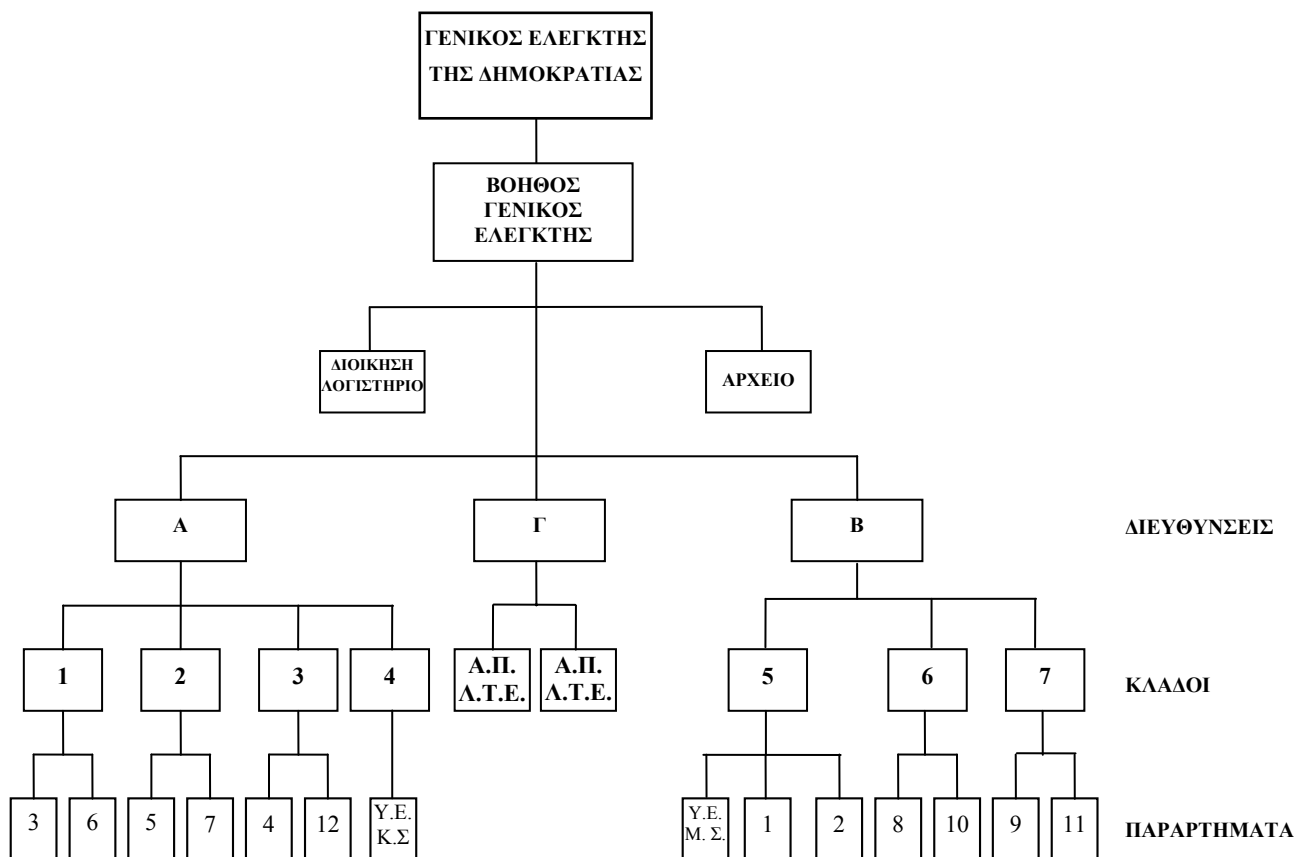 ΓΕΝΙΚΟΣ ΕΛΕΓΚΤΗΣ
ΤΗΣ ΔΗΜΟΚΡΑΤΙΑΣ
ΒΟΗΘΟΣ
ΓΕΝΙΚΟΣ
ΕΛΕΓΚΤΗΣ
ΔΙΟΙΚΗΣΗ
ΛΟΓΙΣΤΗΡΙΟ
ΑΡΧΕΙΟ
Α
Γ
Β
ΔΙΕΥΘΥΝΣΕΙΣ
1
2
3
4
Α.Π.
Λ.Τ.Ε.
Α.Π.
Λ.Τ.Ε.
5
6
7
ΚΛΑΔΟΙ
3
6
5
7
4
12
Υ.Ε.
Κ.Σ
Υ.Ε.
Μ. Σ.
1
2
8
10
9
11
ΠΑΡΑΡΤΗΜΑΤΑ